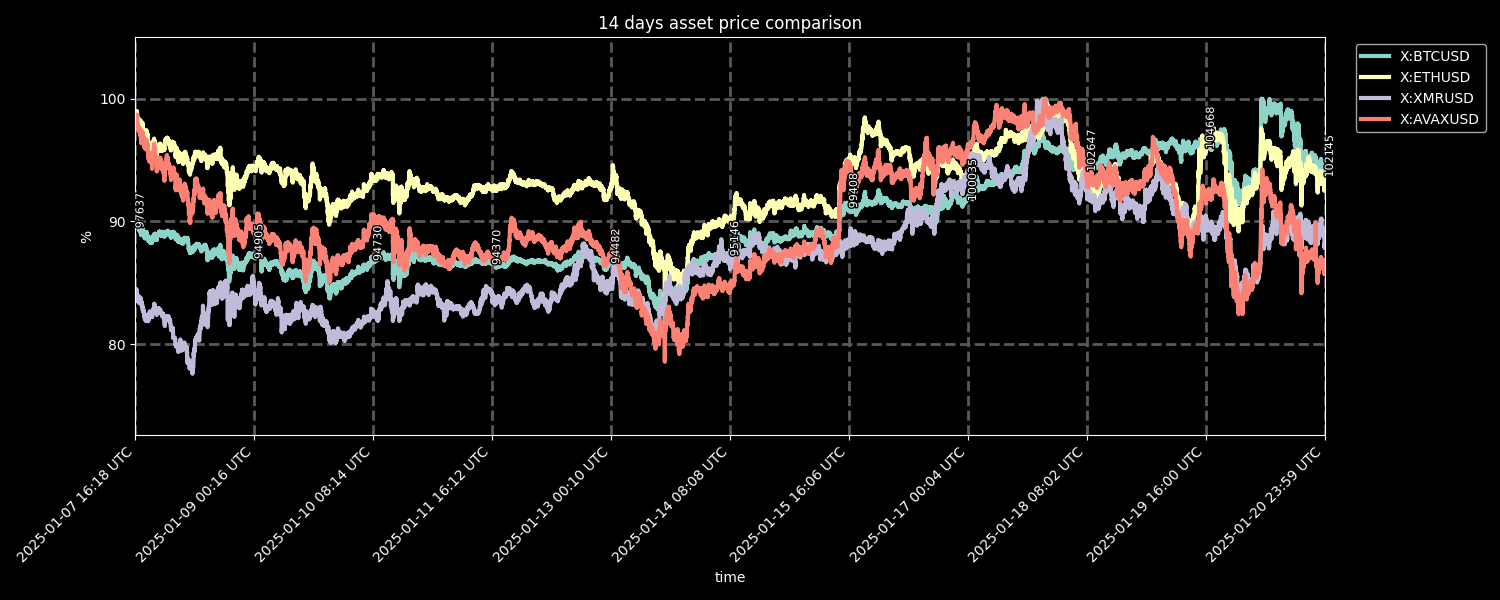 14 days asset price comparison
X:BTCUSD
X:ETHUSD
X:XMRUSD
X:AVAXUSD
100
90
80
%
97637
94905
94730
94370
94482
95146
99408
100035
102647
104668
102145
2025-01-07 16:18 UTC
2025-01-09 00:16 UTC
2025-01-10 08:14 UTC
2025-01-11 16:12 UTC
2025-01-13 00:10 UTC
2025-01-14 08:08 UTC
2025-01-15 16:06 UTC
2025-01-17 00:04 UTC
2025-01-18 08:02 UTC
2025-01-19 16:00 UTC
2025-01-20 23:59 UTC
time